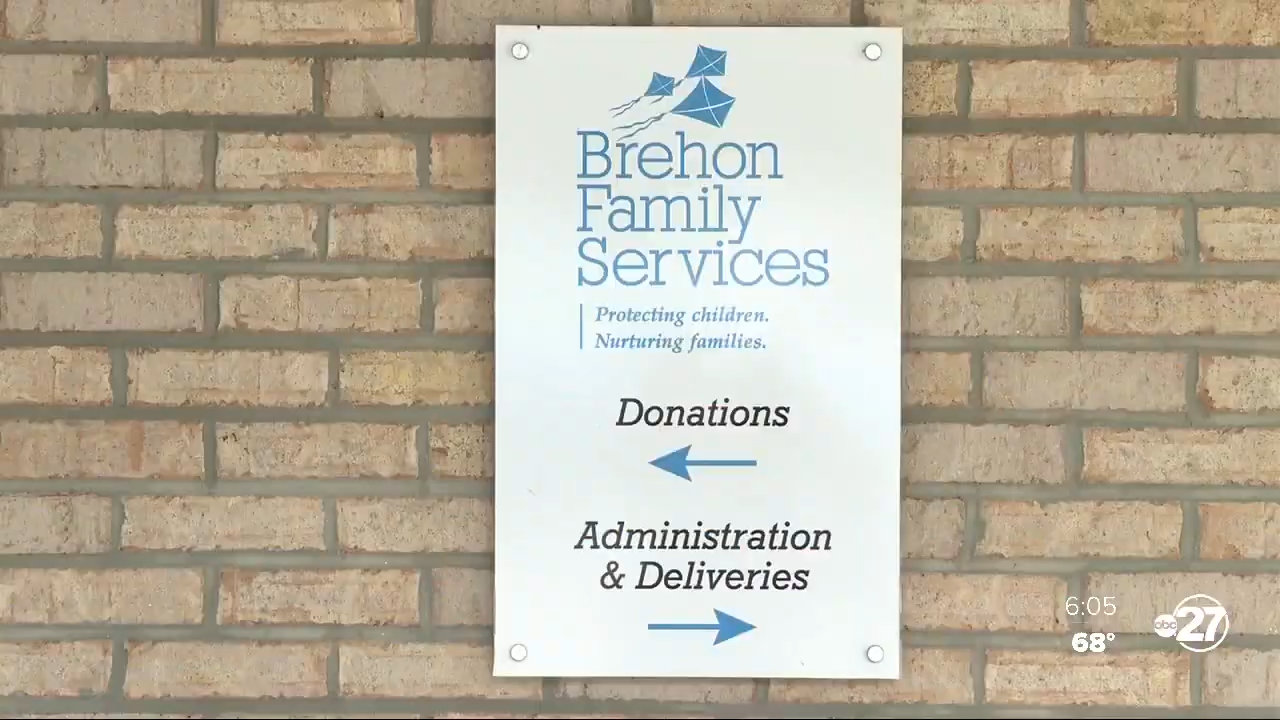 Brehon
Family
Services
Protecting children.
Nurturing families.
Donations
Administration
& Deliveries
6:05
68°
abc 27